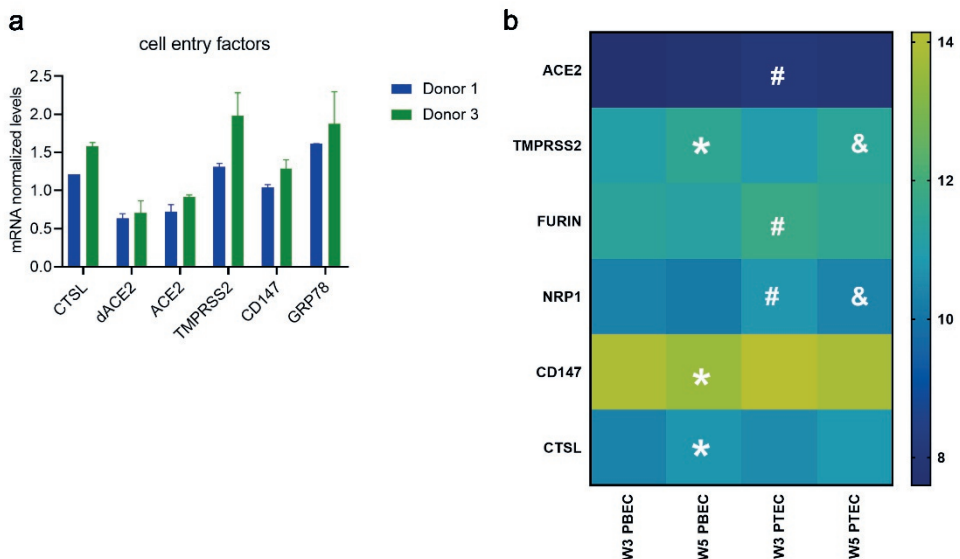 a
cell entry factors
mRNA normalized levels
2.5
2.0
1.5
1.0
0.5
0.0
CTSL
dACE2
ACE2
TMPRSS2
CD147
GRP78
Donor 1
Donor 3
b
ACE2
#
TMPRSS2
* &
FURIN
#
NRP1
# &
CD147
*
CTSL
*
W3 PBEC
W5 PBEC
W3 PTEC
W5 PTEC
14
12
10
8